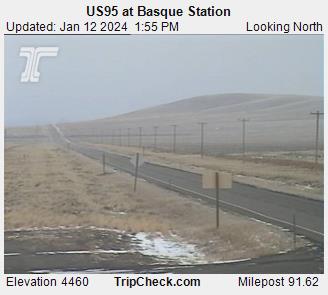 US95 at Basque Station
Updated: Jan 12 2024 1:55 PM Looking North
Elevation 4460 TripCheck.com Milepost 91.62